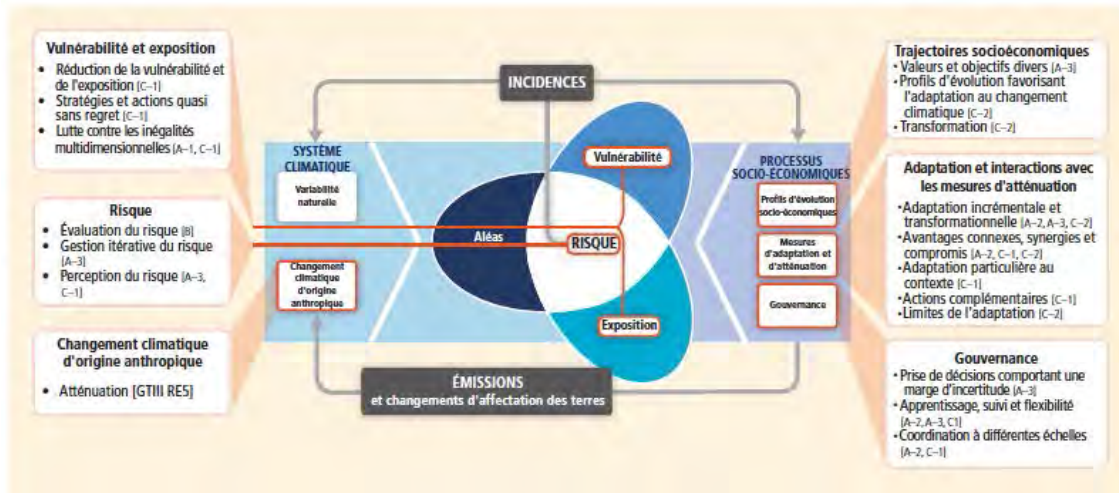 Vulnérabilité et exposition
• Réduction de la vulnérabilité et
de l'exposition [C–1]
• Stratégies et actions quasi
sans regret [C–1]
• Lutte contre les inégalités
multidimensionnelles [A–1, C–1]
Risque
• Évaluation du risque [B]
• Gestion itérative du risque
[A–3]
• Perception du risque [A–3,
C–1]
Changement climatique
d'origine anthropique
• Atténuation [GTIII RE5]
INCIDENCES
SYSTÈME
CLIMATIQUE
Variabilité
naturelle
Changement
climatique
d'origine
anthropique
Vulnérabilité
Aléas
RISQUE
Exposition
PROCESSUS
SOCIO-ÉCONOMIQUES
Profils d'évolution
socio-économiques
Mesures
d'adaptation et
d'atténuation
Gouvernance
ÉMISSIONS
et changements d'affectation des terres
Trajectoires socioéconomiques
• Valeurs et objectifs divers [A–3]
• Profils d'évolution favorisant
l'adaptation au changement
climatique [C–2]
• Transformation [C–2]
Adaptation et interactions avec
les mesures d'atténuation
• Adaptation incrémentale et
transformationnelle [A–2, A–3, C–2]
• Avantages connexes, synergies et
compromis [A–2, C–1, C–2]
• Adaptation particulière au
contexte [C–1]
• Actions complémentaires [C–1]
• Limites de l'adaptation [C–2]
Gouvernance
• Prise de décisions comportant une
marge d'incertitude [A–3]
• Apprentissage, suivi et flexibilité
[A–2, A–3, C1]
• Coordination à différentes échelles
[A–2, C–1]